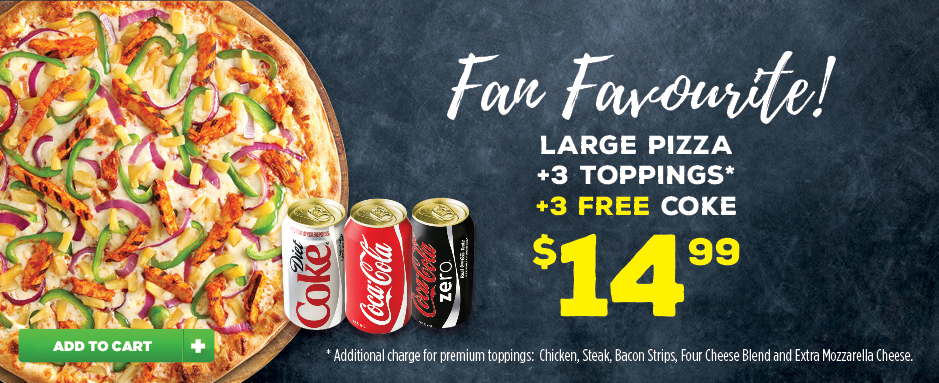 Fan Favourite!
LARGE PIZZA
+3 TOPPINGS*
+3 FREE COKE
$14.99
Diet Coke
Coca-Cola
Coca-Cola zero
ADD TO CART +
* Additional charge for premium toppings: Chicken, Steak, Bacon Strips, Four Cheese Blend and Extra Mozzarella Cheese.